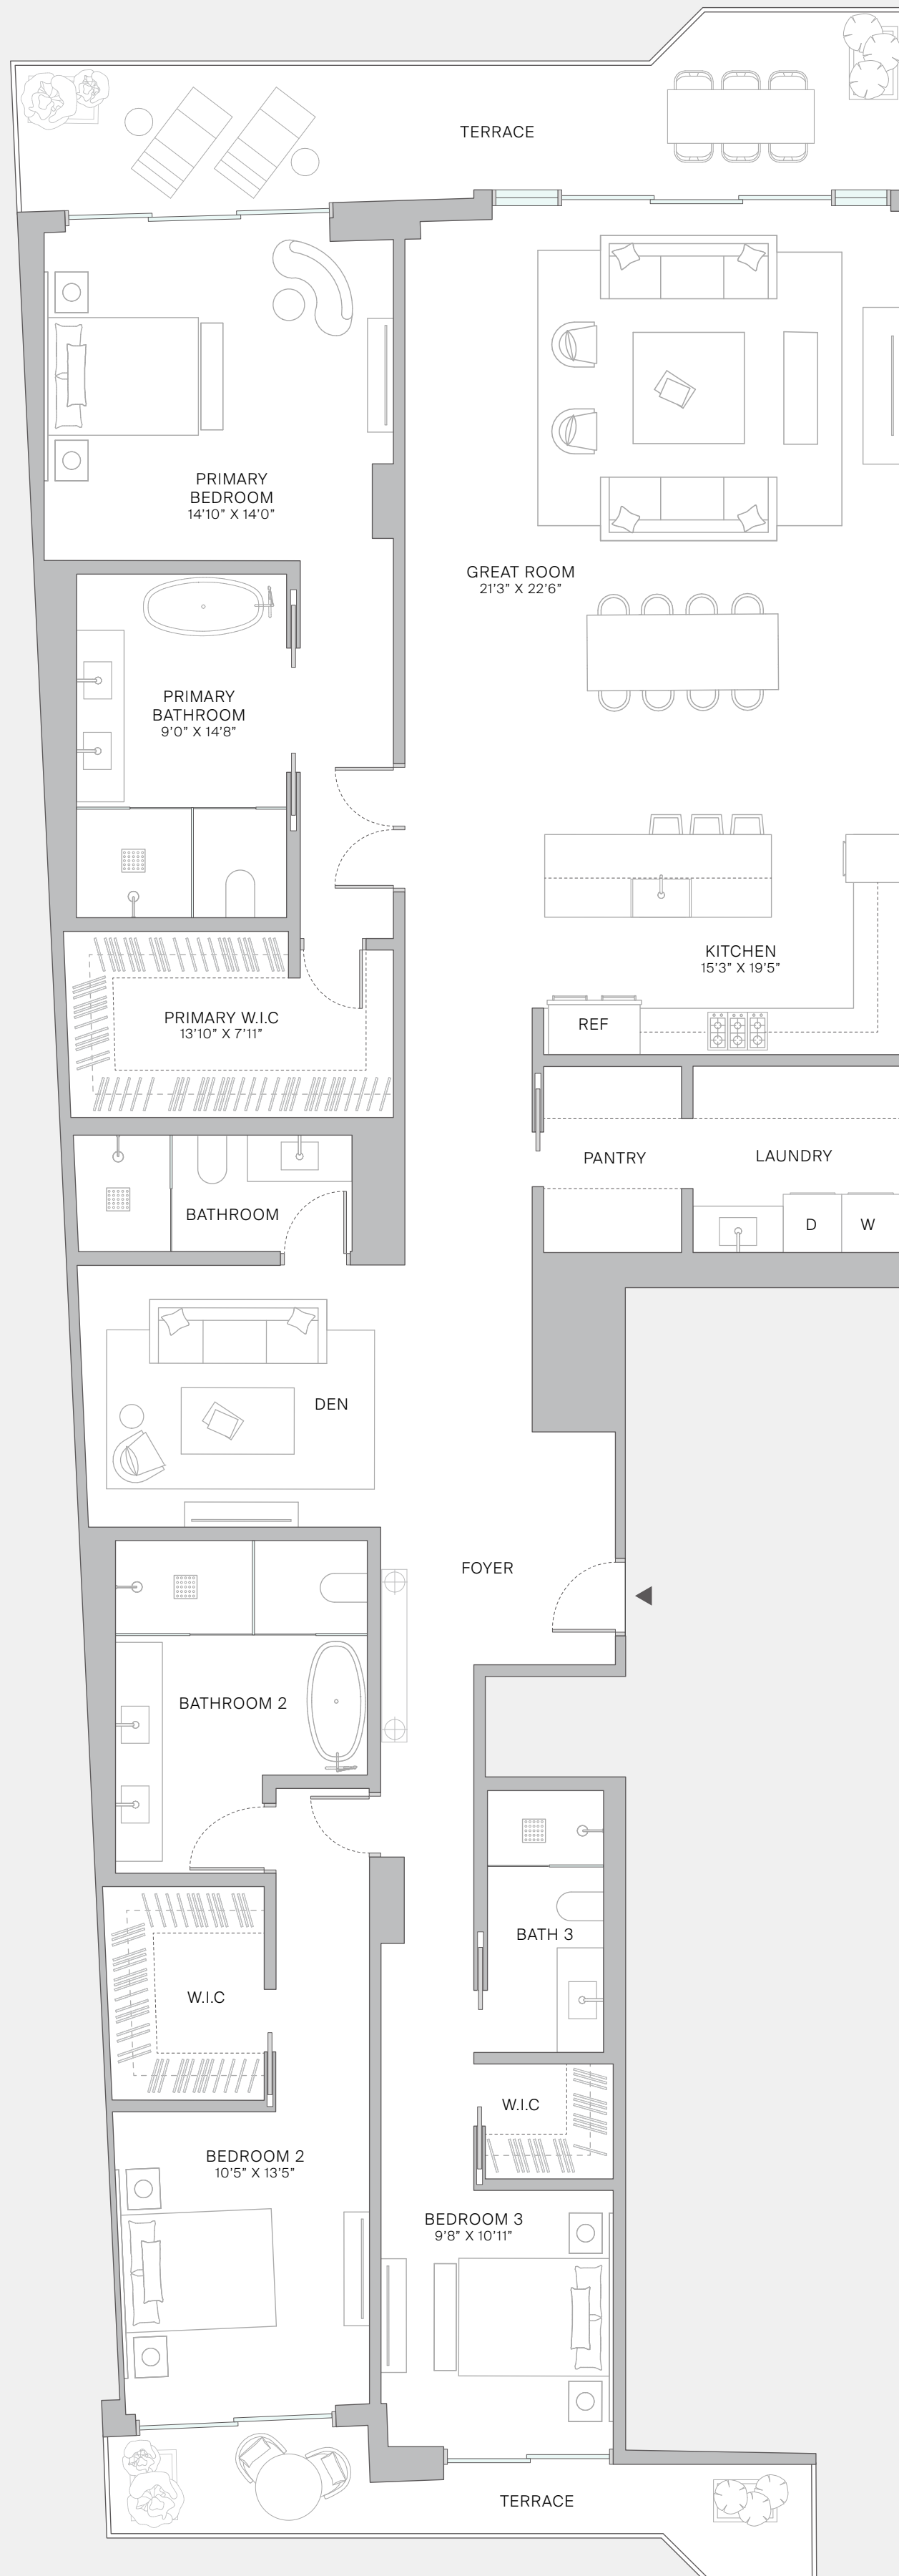 TERRACE
PRIMARY
BEDROOM
14'10" X 14'0"
GREAT ROOM
21'3" X 22'6"
PRIMARY
BATHROOM
9'0" X 14'8"
KITCHEN
15'3" X 19'5"
PRIMARY W.I.C
13'10" X 7'11"
REF
PANTRY
LAUNDRY
BATHROOM
D
W
DEN
FOYER
BATHROOM 2
BATH 3
W.I.C
W.I.C
BEDROOM 2
10'5" X 13'5"
BEDROOM 3
9'8" X 10'11"
TERRACE